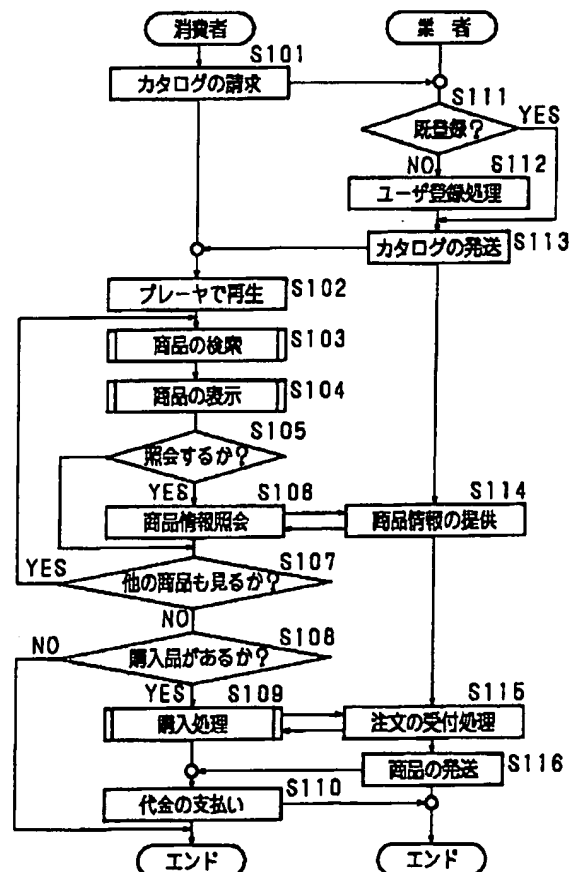 消費者
業 者
S101
カタログの請求
S111
既登録?
YES
NO
S112
ユーザ登録処理
カタログの発送
S113
プレーヤで再生
S102
商品の検索
S103
商品の表示
S104
S105
照会するか?
YES
S106
商品情報照会
S114
商品情報の提供
S107
YES
他の商品も見るか?
NO
S108
NO
購入品があるか?
YES
S109
購入処理
S115
注文の受付処理
商品の発送
S116
S110
代金の支払い
エンド
エンド